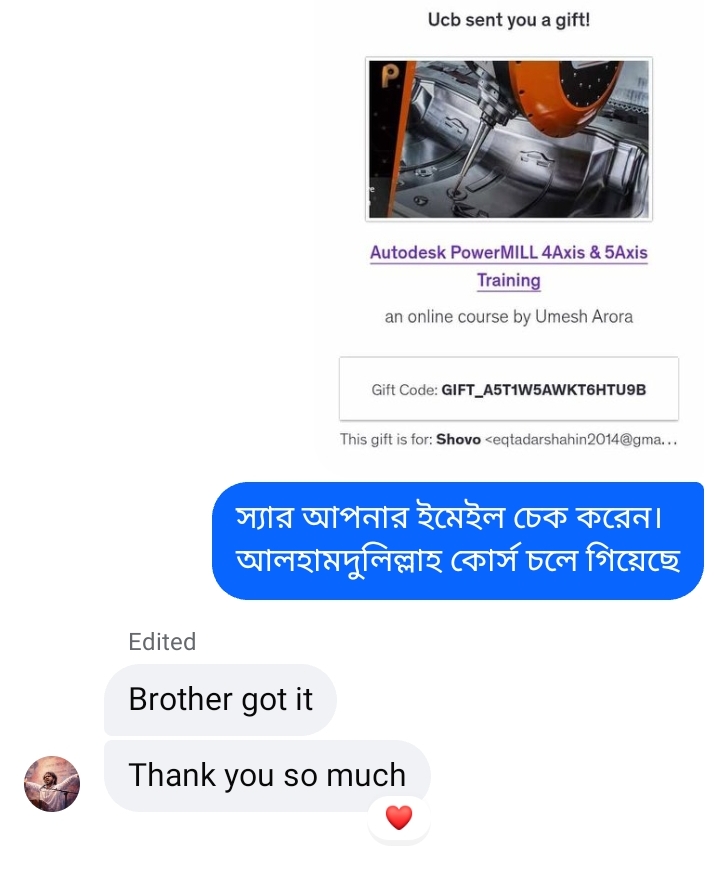 Ucb sent you a gift!
P
e
Autodesk PowerMILL 4Axis & 5Axis
Training
an online course by Umesh Arora
Gift Code: GIFT_A5T1W5AWKT6HTU9B
This gift is for: Shovo <eqtadarshahin2014@gma...
স্যার আপনার ইমেইল চেক করেন।
আলহামদুলিল্লাহ কোর্স চলে গিয়েছে
Edited
Brother got it
Thank you so much